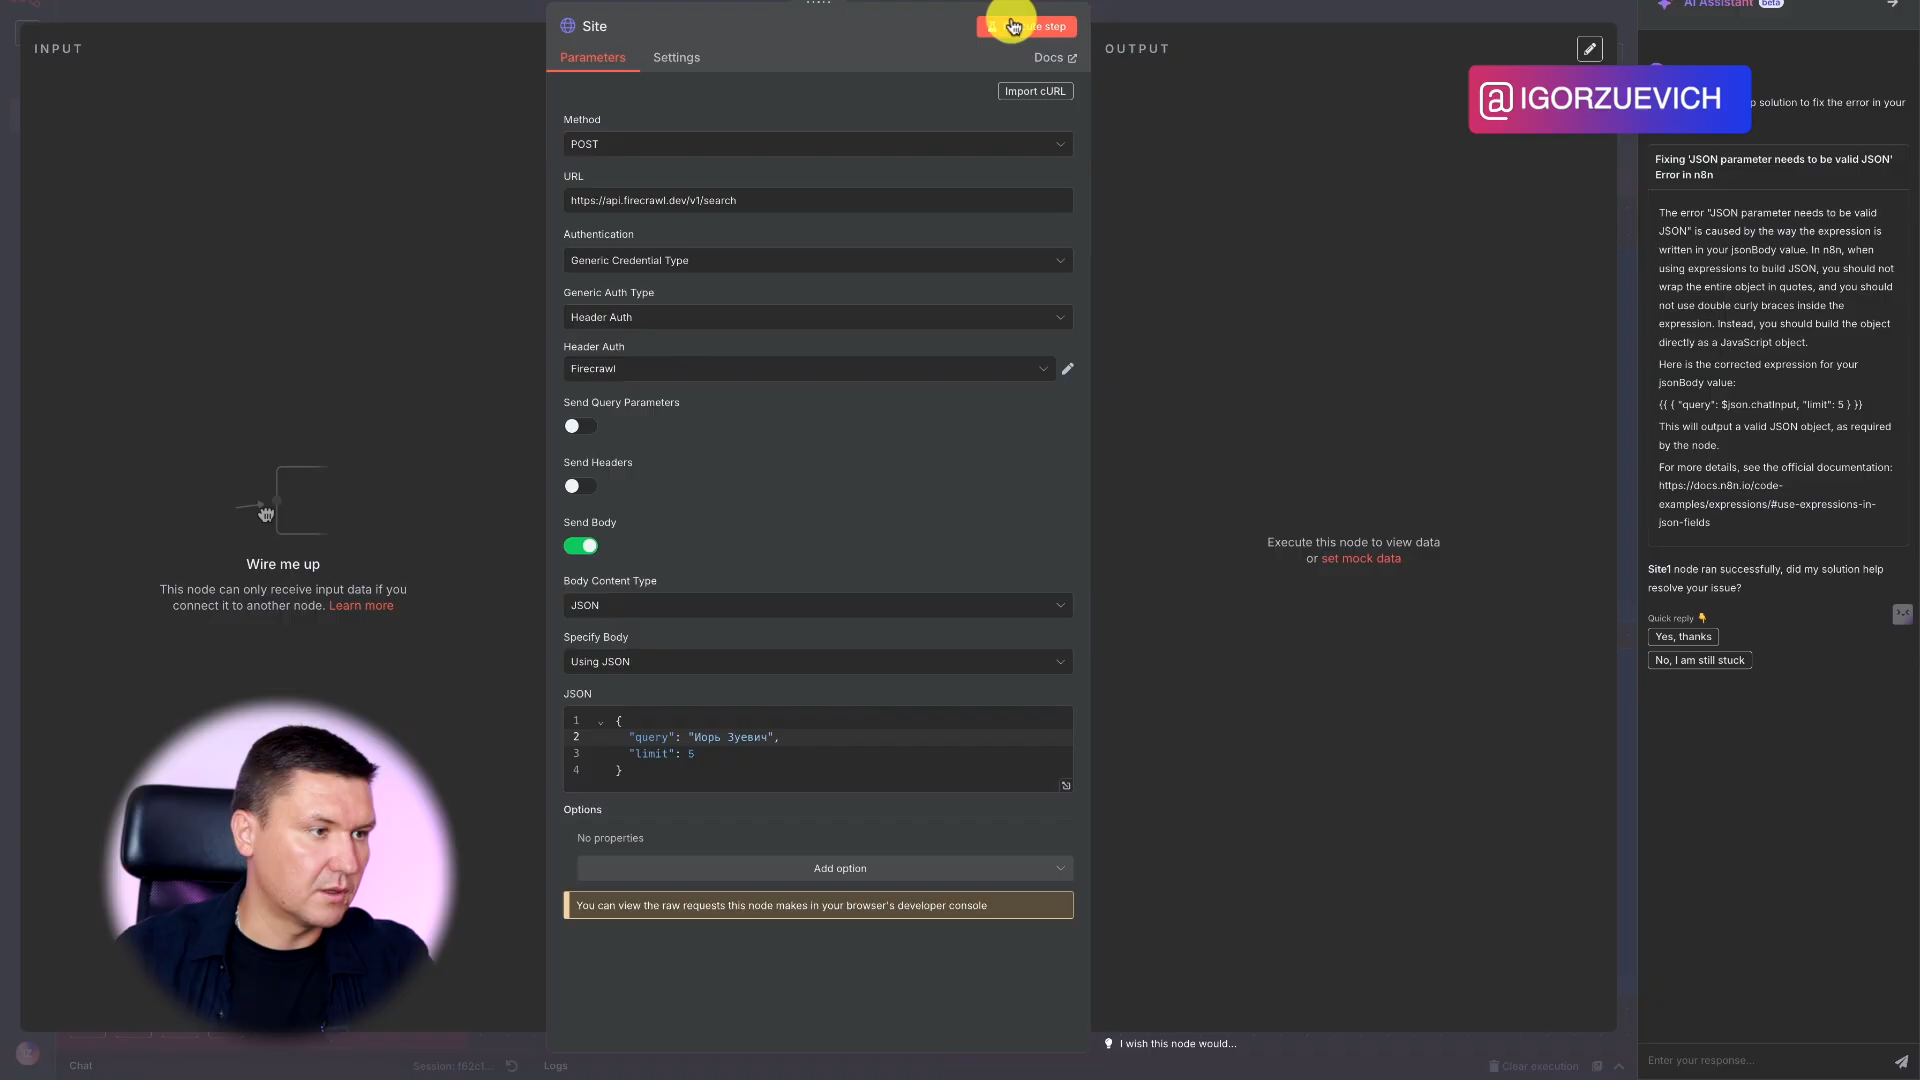 INPUT
Wire me up
This node can only receive input data if you
connect it to another node. Learn more
Site
Parameters
Settings
Docs
Import cURL
Method
POST
URL
https://api.firecrawl.dev/v1/search
Authentication
Generic Credential Type
Generic Auth Type
Header Auth
Header Auth
Firecrawl
Send Query Parameters
Send Headers
Send Body
Body Content Type
JSON
Specify Body
Using JSON
JSON
1 {
2 "query": "Иорь Зуевич",
3 "limit": 5
4 }
Options
No properties
Add option
You can view the raw requests this node makes in your browser's developer console
step
OUTPUT
Execute this node to view data
or set mock data
I wish this node would...
@IGORZUEVICH
AI Assistant beta
solution to fix the error in your
Fixing 'JSON parameter needs to be valid JSON'
Error in n8n
The error "JSON parameter needs to be valid
JSON" is caused by the way the expression is
written in your jsonBody value. In n8n, when
using expressions to build JSON, you should not
wrap the entire object in quotes, and you should
not use double curly braces inside the
expression. Instead, you should build the object
directly as a JavaScript object.
Here is the corrected expression for your
jsonBody value:
{{ { "query": $json.chatInput, "limit": 5 } }}
This will output a valid JSON object, as required
by the node.
For more details, see the official documentation:
https://docs.n8n.io/code-
examples/expressions/#use-expressions-in-
json-fields
Site1 node ran successfully, did my solution help
resolve your issue?
Quick reply 👇
Yes, thanks
No, I am still stuck
Enter your response...
Chat
Session: f62c1...
Logs
Clear execution